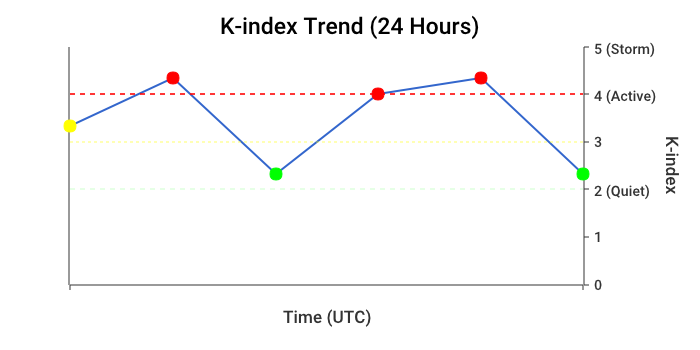 K-index Trend (24 Hours)
5 (Storm)
4 (Active)
3
2 (Quiet)
1
0
K-index
Time (UTC)